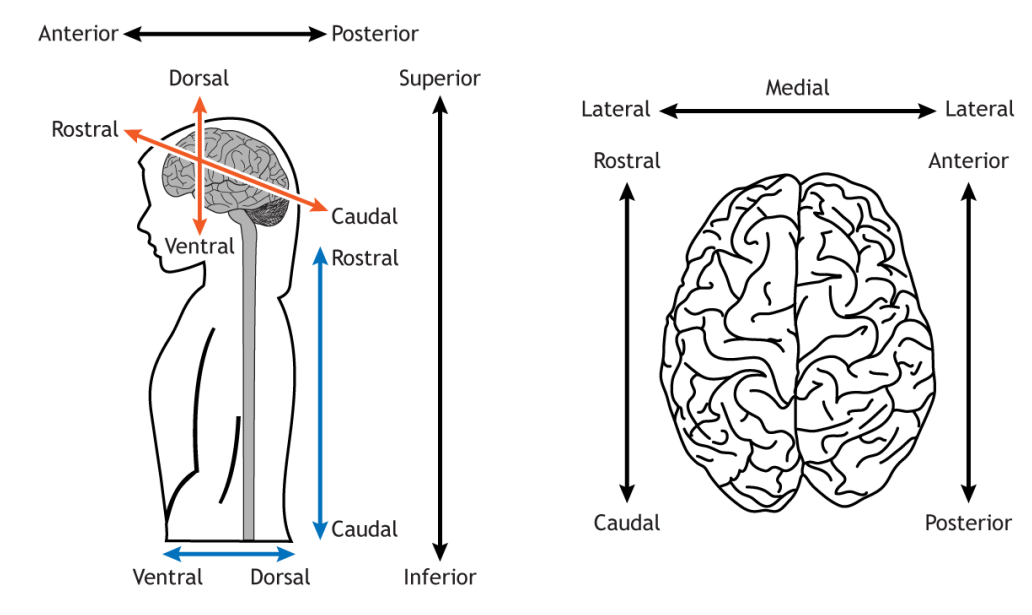 Anterior
Posterior
Dorsal
Superior
Rostral
Caudal
Ventral
Rostral
Caudal
Ventral
Dorsal
Inferior
Medial
Lateral
Lateral
Rostral
Anterior
Caudal
Posterior